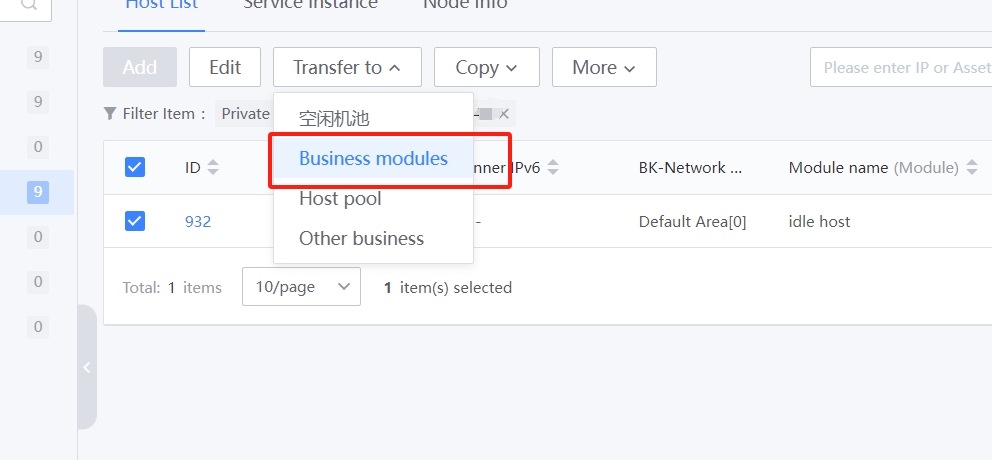 Host List Service Instance Node Info
9
Add Edit Transfer to Copy More Please enter IP or Asset
9
Filter Item : Private
空闲机池
0
Business modules
ID nner IPv6 BK-Network ... Module name (Module)
9
Host pool
932 -- Default Area[0] idle host
0
Other business
0
Total: 1 items 10/page 1 item(s) selected
0